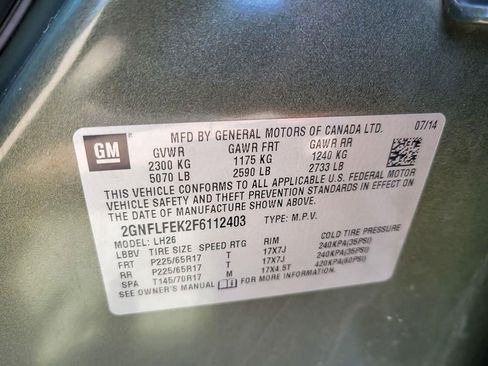 GM
MFD BY GENERAL MOTORS OF CANADA LTD. 07/14
GVWR GAWR FRT GAWR RR
2300 KG 1175 KG 1240 KG
5070 LB 2590 LB 2733 LB
THIS VEHICLE CONFORMS TO ALL APPLICABLE U.S. FEDERAL MOTOR
VEHICLE SAFETY AND THEFT PREVENTION STANDARDS IN EFFECT ON
THE DATE OF MANUFACTURE SHOWN ABOVE.
2GNFLFEK2F6112403 TYPE: M.P.V.
MODEL: LH26
LBBV TIRE SIZE SPEED RTG RIM COLD TIRE PRESSURE
FRT P225/65R17 T 17X7J 240KPA(35PSI)
RR P225/65R17 T 17X7J 240KPA(35PSI)
SPA T145/70R17 M 17X4.5T 420KPA(60PSI)
SEE OWNER'S MANUAL FOR MORE INFORMATION.